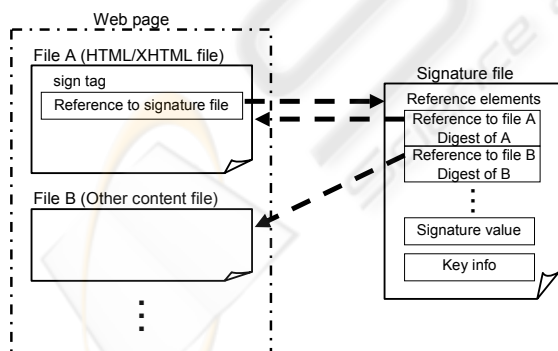 Web page
File A (HTML/XHTML file)
sign tag
Reference to signature file
File B (Other content file)
Signature file
Reference elements
Reference to file A
Digest of A
Reference to file B
Digest of B
Signature value
Key info